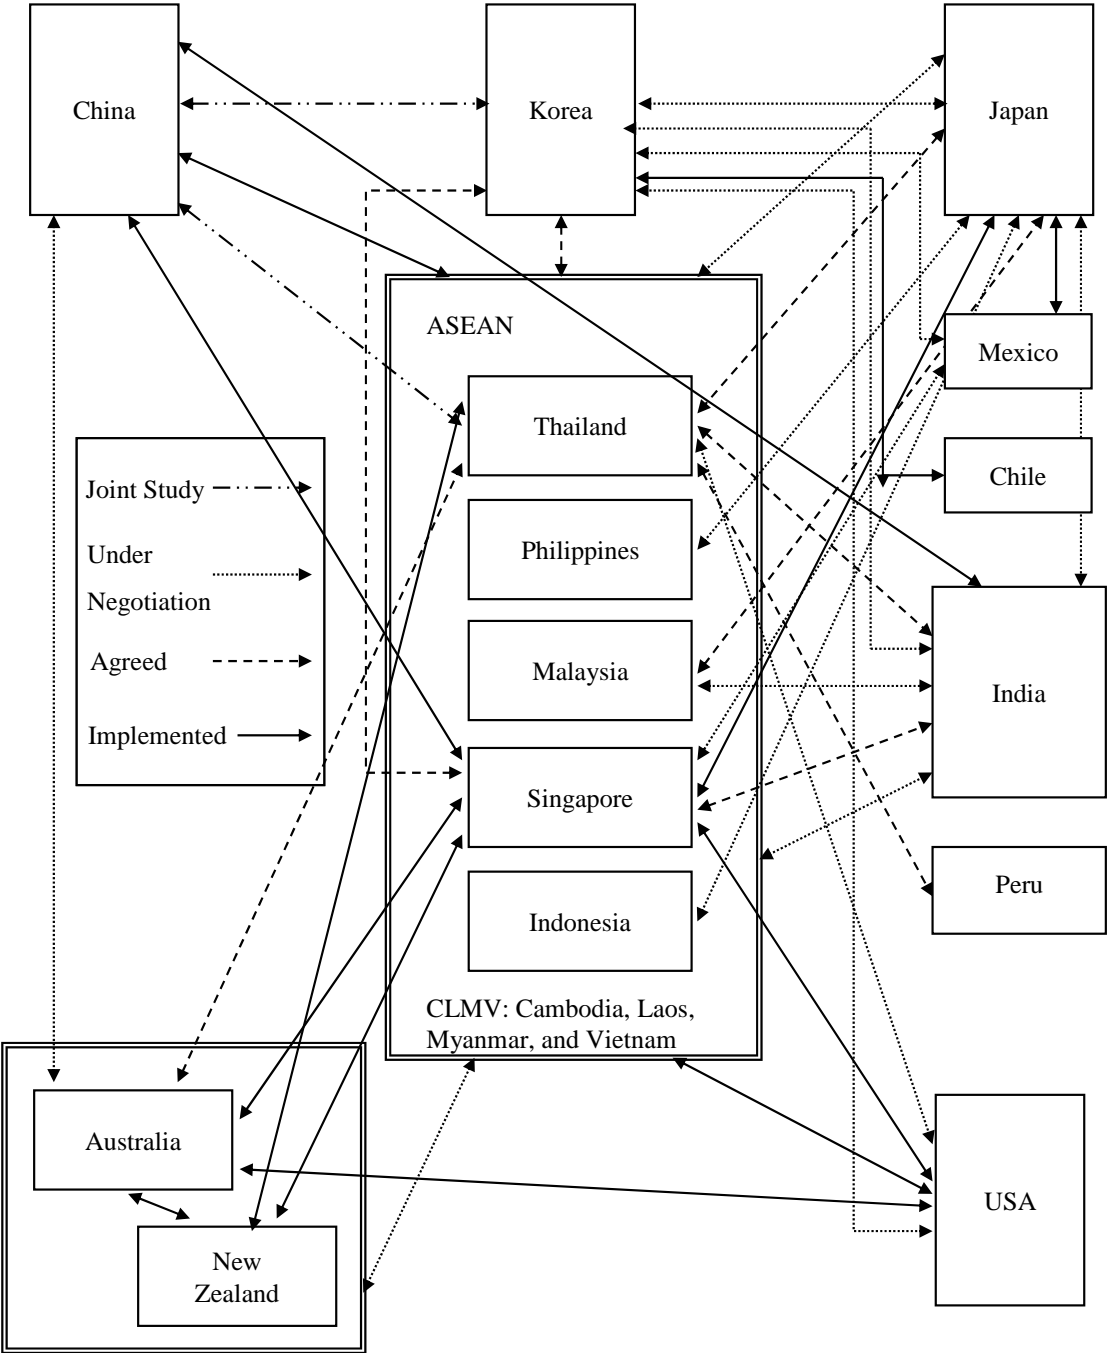 China
Korea
Japan
ASEAN
Mexico
Thailand
Chile
Joint Study
Philippines
Under
Negotiation
Agreed
Malaysia
India
Implemented
Singapore
Peru
Indonesia
CLMV: Cambodia, Laos,
Myanmar, and Vietnam
Australia
USA
New
Zealand